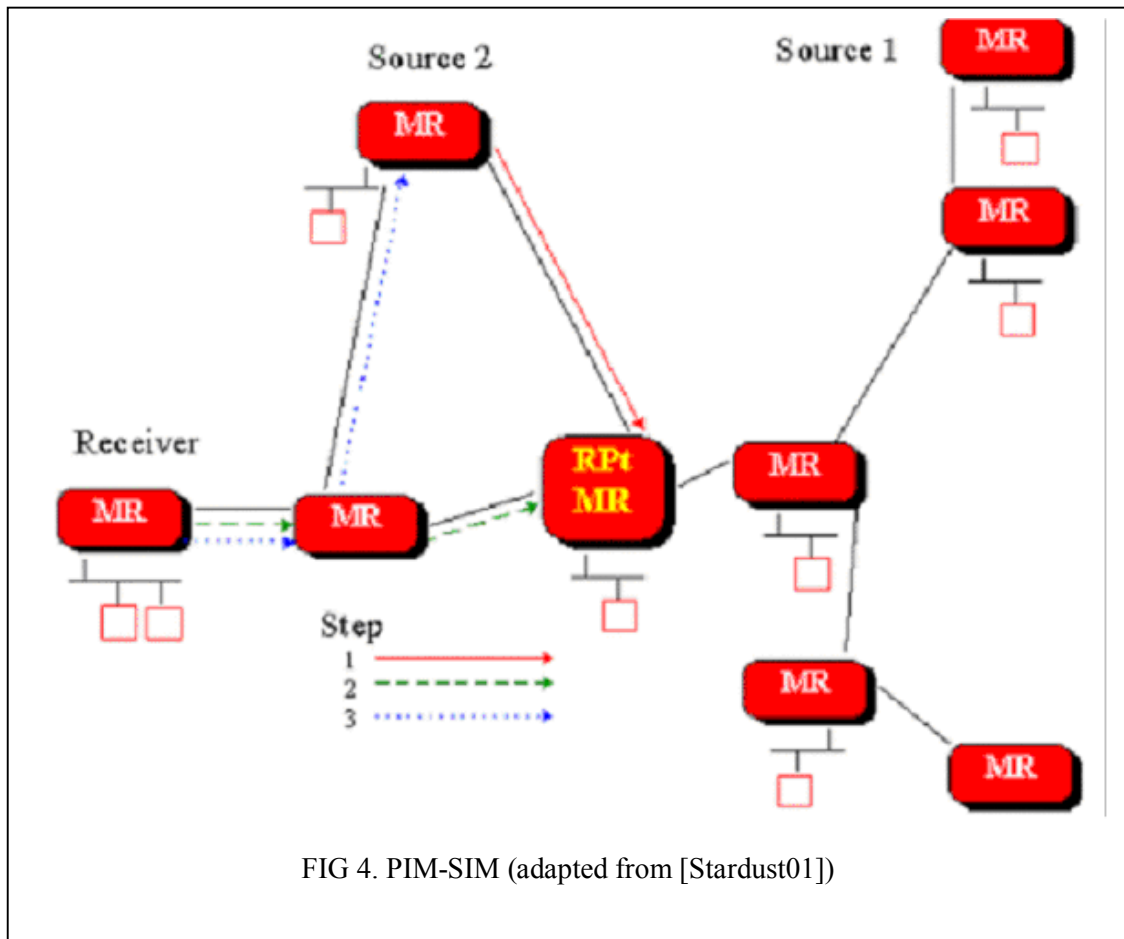 MR
Source 2
Source 1
MR
MR
Receiver
MR
MR
RPt
MR
MR
Step
1
2
3
MR
MR
FIG 4. PIM-SIM (adapted from [Stardust01])